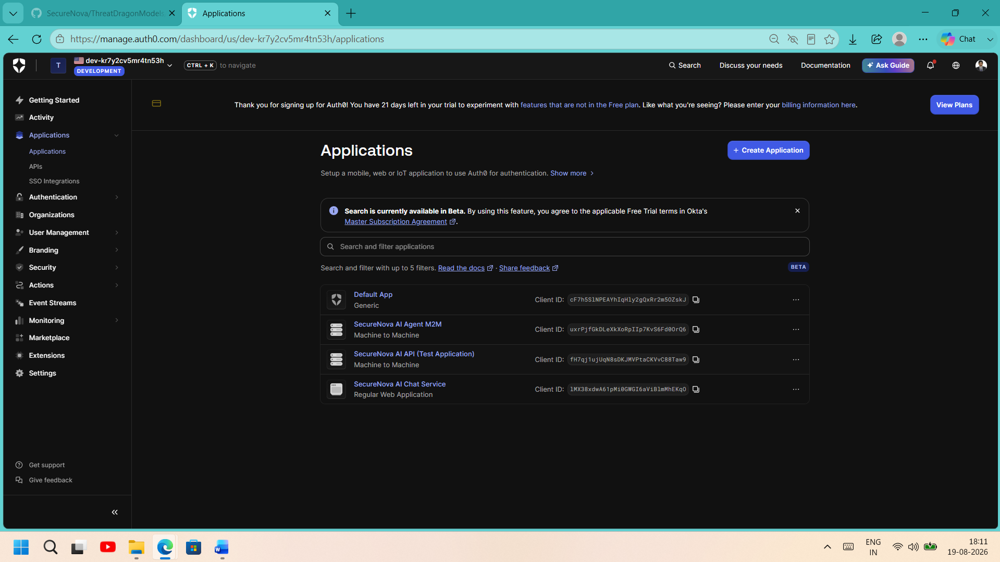 SecureNova/ThreatDragonModels
Applications
https://manage.auth0.com/dashboard/us/dev-kr7y2cv5mr4tn53h/applications
Chat
T
dev-kr7y2cv5mr4tn53h
DEVELOPMENT
CTRL + K to navigate
Search
Discuss your needs
Documentation
Ask Guide
Getting Started
Activity
Applications
Applications
APIs
SSO Integrations
Authentication
Organizations
User Management
Branding
Security
Actions
Event Streams
Monitoring
Marketplace
Extensions
Settings
Get support
Give feedback
Thank you for signing up for Auth0! You have 21 days left in your trial to experiment with features that are not in the Free plan. Like what you're seeing? Please enter your billing information here.
View Plans
Applications
+ Create Application
Setup a mobile, web or IoT application to use Auth0 for authentication. Show more
Search is currently available in Beta. By using this feature, you agree to the applicable Free Trial terms in Okta's
Master Subscription Agreement.
Search and filter applications
Search and filter with up to 5 filters. Read the docs · Share feedback
BETA
Default App
Generic
Client ID: cF7h5SlNPEAYhIqHly2gQxRr2m5OZskJ
SecureNova AI Agent M2M
Machine to Machine
Client ID: uxrPjfGkDLeXkXoRpIIp7KvS6Fd0OrQ6
SecureNova AI API (Test Application)
Machine to Machine
Client ID: fH7qj1ujUqN8sDKJMVPtaCKVvC88Taw9
SecureNova AI Chat Service
Regular Web Application
Client ID: lMX38xdwA61pMi0GWGI6aViBlmMhEKqO
ENG
IN
18:11
19-08-2026